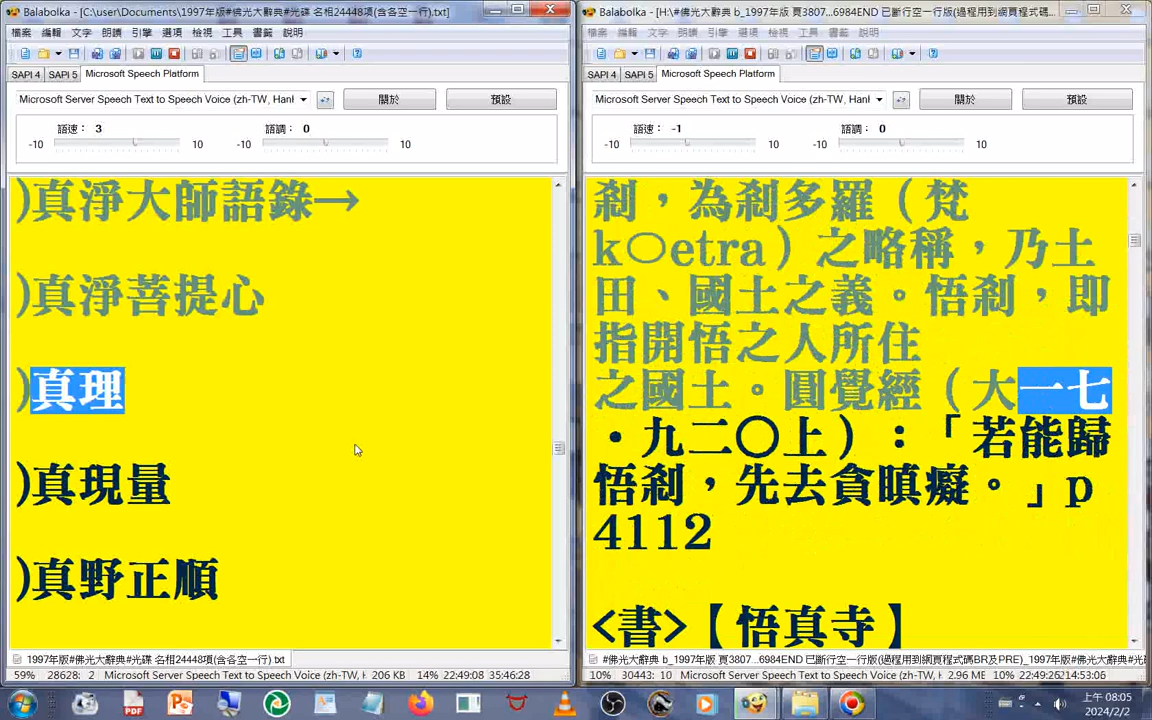 Balabolka - [C:\user\Documents\1997年版#佛光大辭典#光碟 名相24448項(含各空一行).txt]
檔案 編輯 文字 朗讀 引擎 選項 檢視 工具 書籤 說明
SAPI 4 SAPI 5 Microsoft Speech Platform
Microsoft Server Speech Text to Speech Voice (zh-TW, HanH
關於
預設
語速： 3
語調： 0
-10 10 -10 10
)真淨大師語錄→
)真淨菩提心
)真理
)真現量
)真野正順
1997年版#佛光大辭典#光碟 名相24448項(含各空一行).txt
59% 28628: 2 Microsoft Server Speech Text to Speech Voice (zh-TW, H 206 KB 14% 22:49:08 35:46:28
Balabolka - [H:\#佛光大辭典 b_1997年版 頁3807...6984END 已斷行空一行版(過程用到網頁程式碼
檔案 編輯 文字 朗讀 引擎 選項 檢視 工具 書籤 說明
SAPI 4 SAPI 5 Microsoft Speech Platform
Microsoft Server Speech Text to Speech Voice (zh-TW, HanH
關於
預設
語速： -1
語調： 0
-10 10 -10 10
剎，為剎多羅（梵
k○etra）之略稱，乃土
田、國土之義。悟剎，即
指開悟之人所住
之國土。圓覺經（大一七
‧九二〇上）：「若能歸
悟剎，先去貪瞋癡。」p
4112
<書>【悟真寺】
#佛光大辭典 b_1997年版 頁3807...6984END 已斷行空一行版(過程用到網頁程式碼BR及PRE)_1997年版#光
10% 30443: 10 Microsoft Server Speech Text to Speech Voice (zh-TW, H 2.96 MB 10% 22:49:26
上午 08:05
2024/2/2